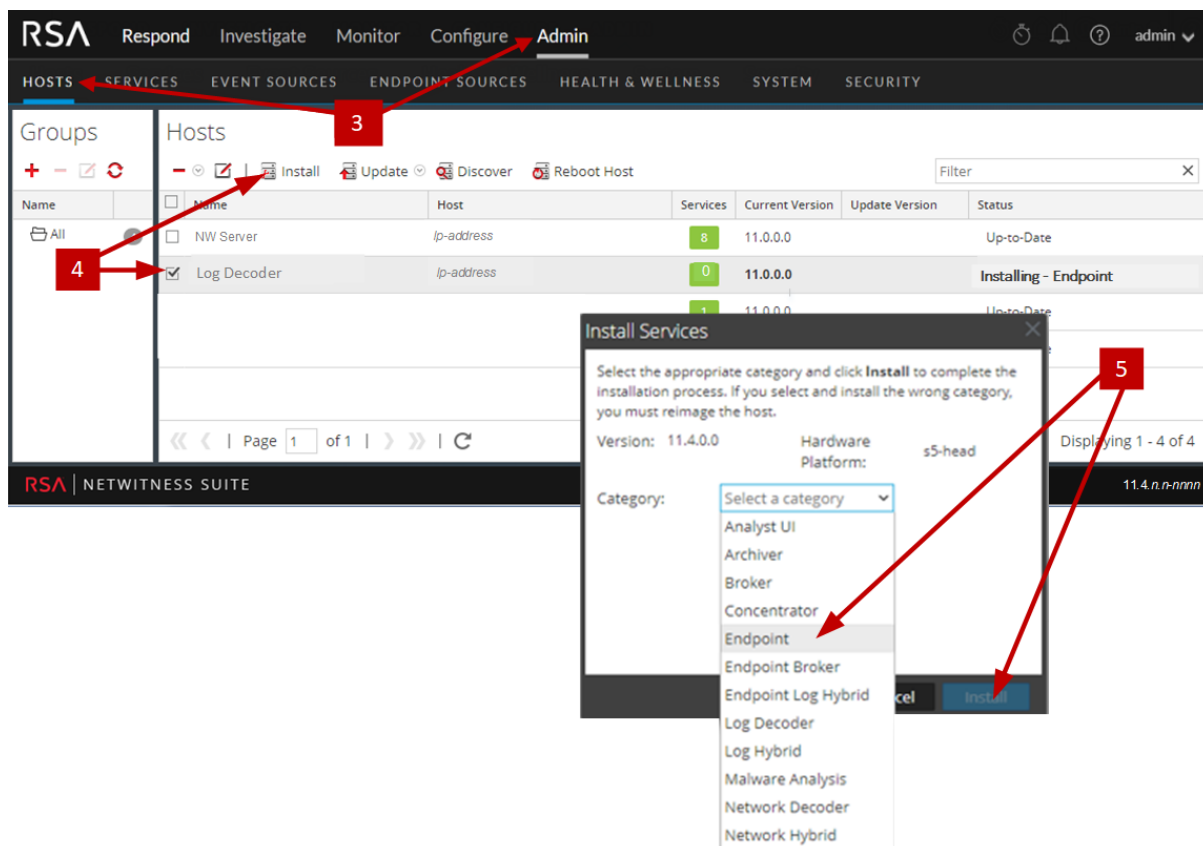 RSA Respond Investigate Monitor Configure Admin admin
HOSTS SERVICES EVENT SOURCES ENDPOINT SOURCES HEALTH & WELLNESS SYSTEM SECURITY
3
Groups
Hosts
Install Update Discover Reboot Host
Filter
Name
Name Host Services Current Version Update Version Status
All
NW Server Ip-address 8 11.0.0.0 Up-to-Date
4
Log Decoder Ip-address 0 11.0.0.0 Installing - Endpoint
1 11.0.0.0 Up-to-Date
Install Services
5
Select the appropriate category and click Install to complete the
installation process. If you select and install the wrong category,
you must reimage the host.
Version: 11.4.0.0 Hardware
Platform: s5-head
Page 1 of 1
Displaying 1 - 4 of 4
RSA NETWITNESS SUITE
11.4.n.n-nnnn
Category: Select a category
Analyst UI
Archiver
Broker
Concentrator
Endpoint
Endpoint Broker
Endpoint Log Hybrid
cel Install
Log Decoder
Log Hybrid
Malware Analysis
Network Decoder
Network Hybrid